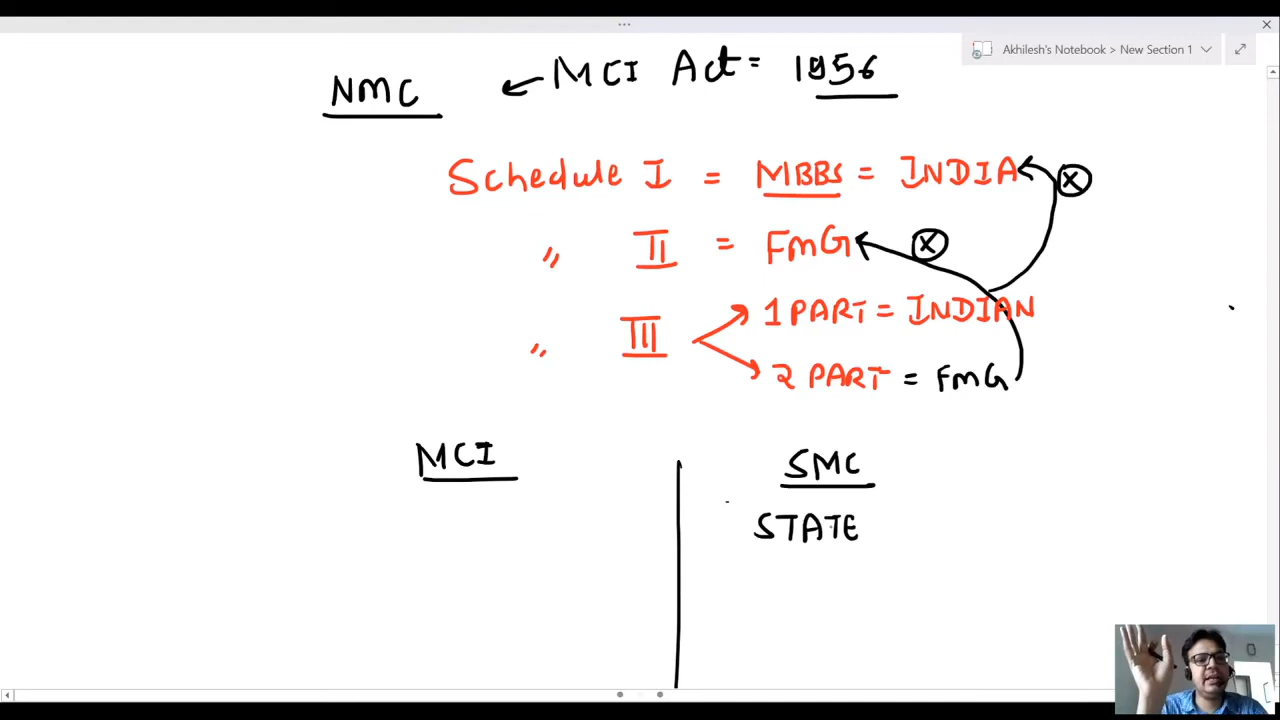 Akhilesh's Notebook > New Section 1
NMC ← MCI Act = 1956
Schedule I = MBBS = INDIA
〃 II = FmG
〃 III
1 PART = INDIAN
2 PART = FmG
MCI
SMC
STATE